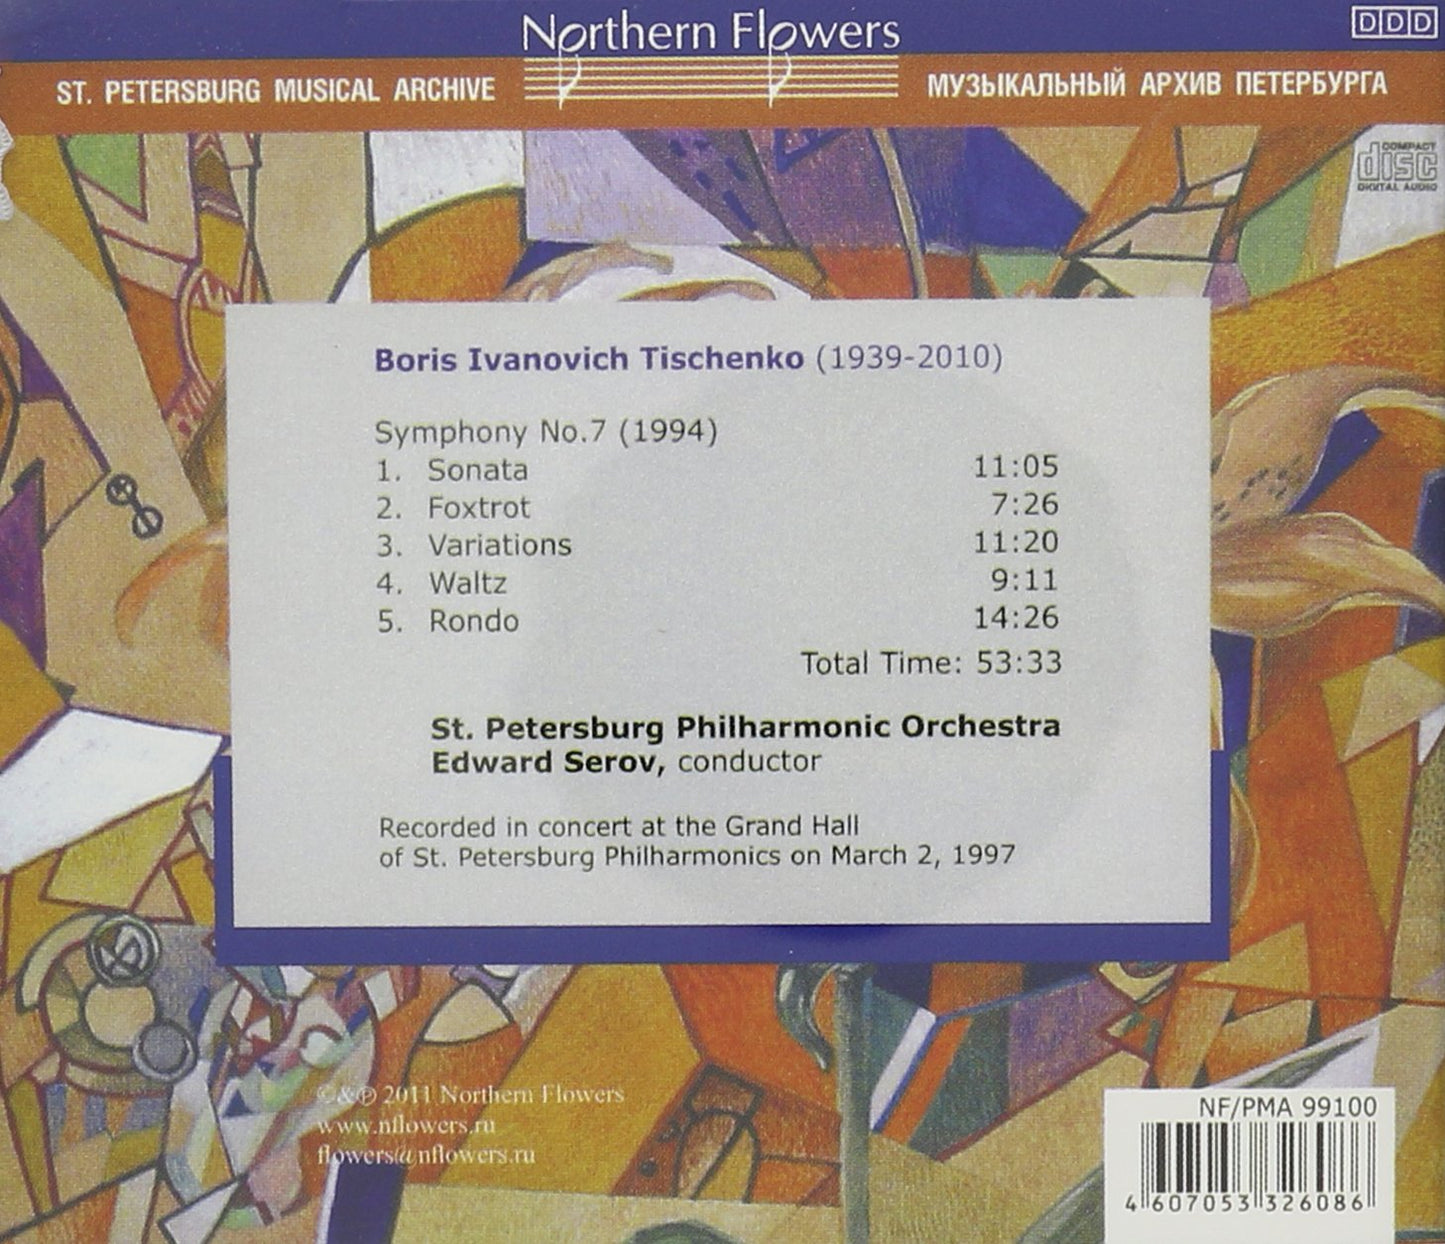 Northern Flowers
DDD
ST. PETERSBURG MUSICAL ARCHIVE
МУЗЫКАЛЬНЫЙ АРХИВ ПЕТЕРБУРГА
COMPACT
disc
DIGITAL AUDIO
Boris Ivanovich Tischenko (1939-2010)
Symphony No.7 (1994)
1. Sonata 11:05
2. Foxtrot 7:26
3. Variations 11:20
4. Waltz 9:11
5. Rondo 14:26
Total Time: 53:33
St. Petersburg Philharmonic Orchestra
Edward Serov, conductor
Recorded in concert at the Grand Hall
of St. Petersburg Philharmonics on March 2, 1997
©&℗ 2011 Northern Flowers
www.nflowers.ru
flowers@nflowers.ru
NF/PMA 99100
4 607053 326086